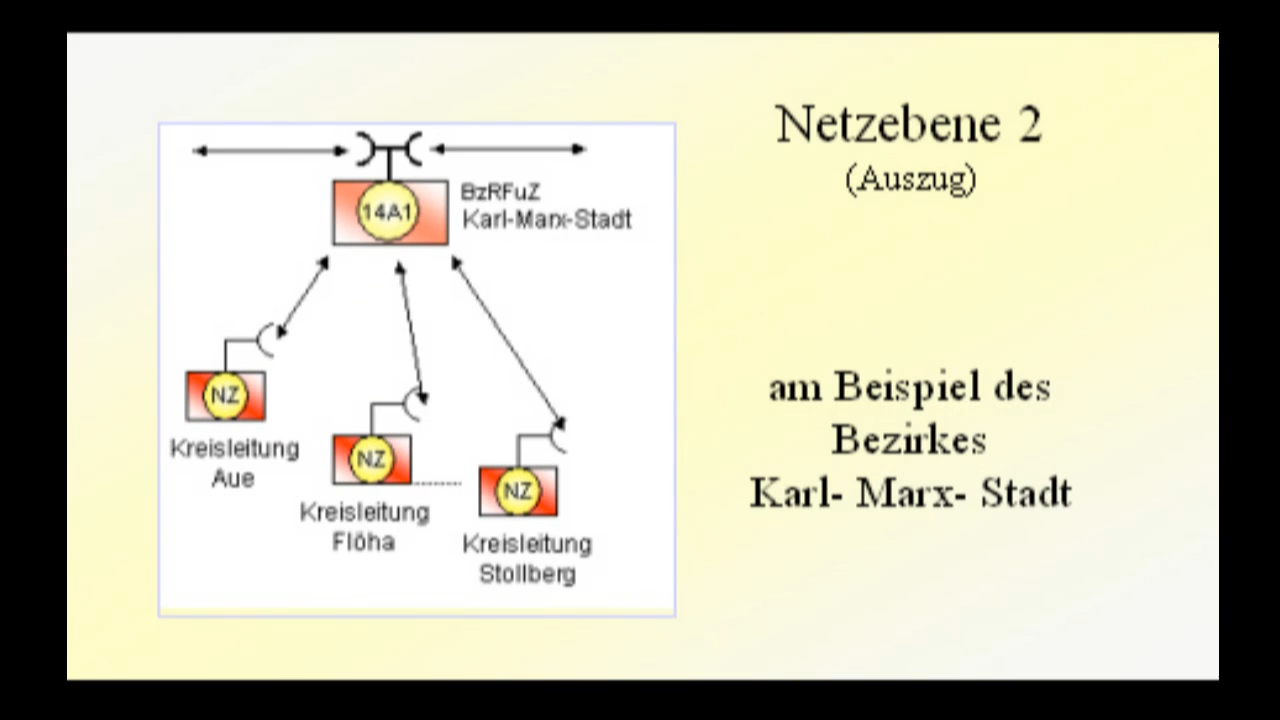 Netzebene 2
(Auszug)
14A1
BzRFuZ
Karl-Marx-Stadt
NZ
Kreisleitung
Aue
NZ
Kreisleitung
Flöha
NZ
Kreisleitung
Stollberg
am Beispiel des
Bezirkes
Karl- Marx- Stadt